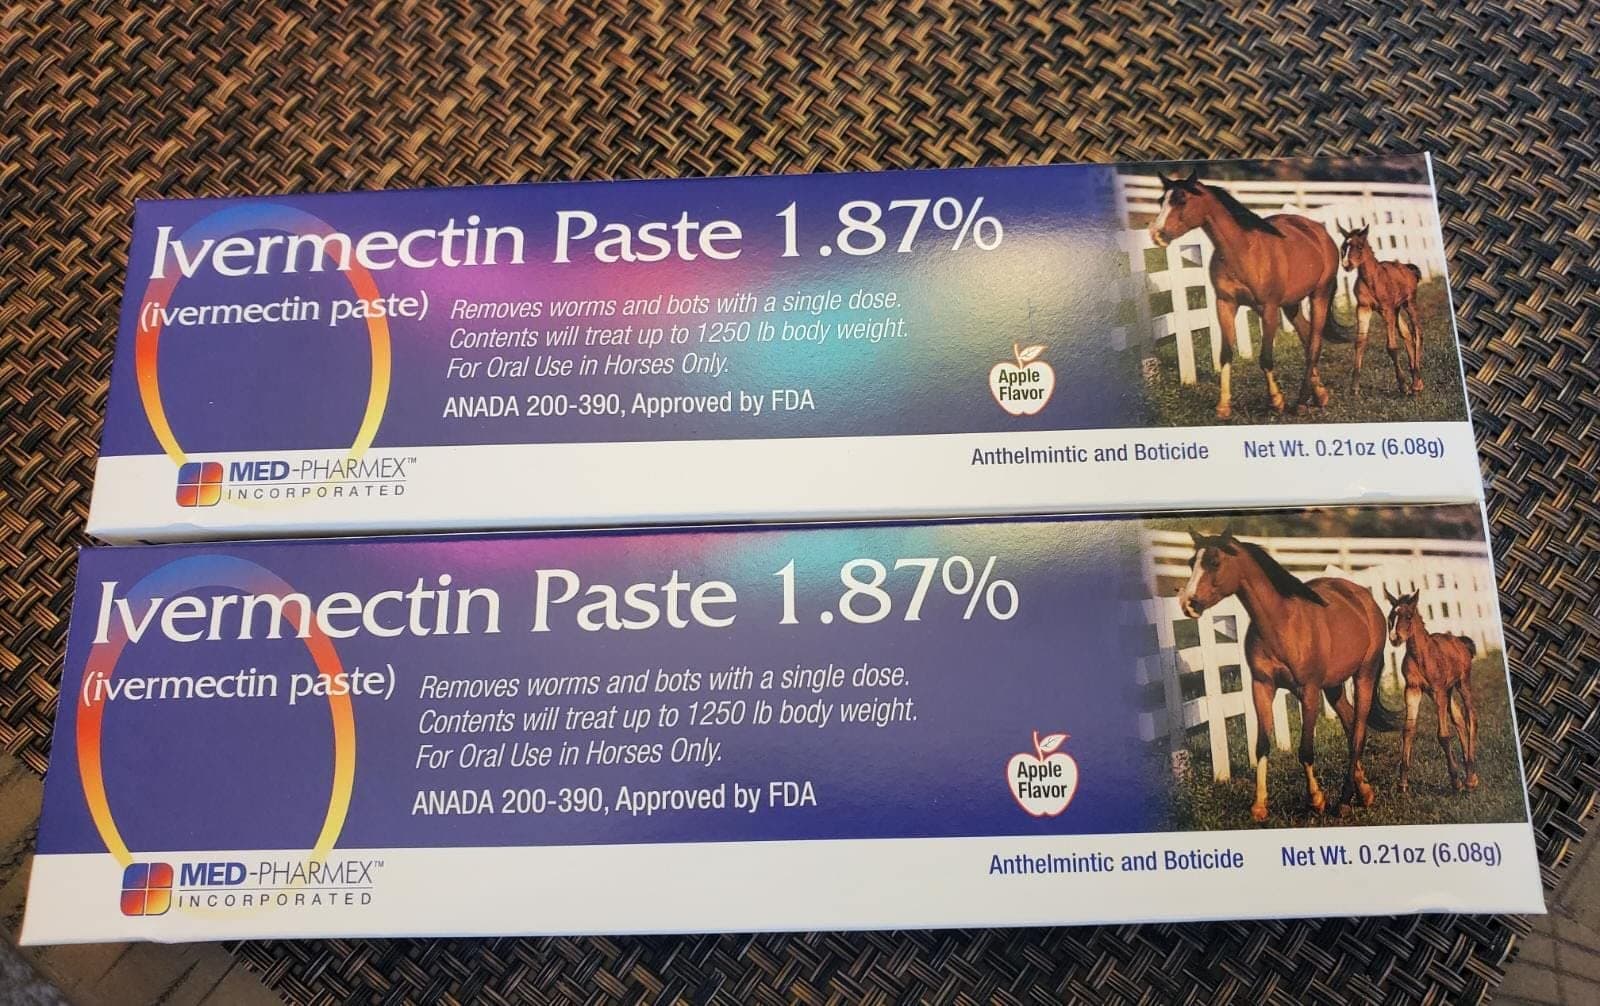 Ivermectin Paste 1.87%
(ivermectin paste)
Removes worms and bots with a single dose.
Contents will treat up to 1250 lb body weight.
For Oral Use in Horses Only.
ANADA 200-390, Approved by FDA
Apple
Flavor
MED-PHARMEX™
INCORPORATED
Anthelmintic and Boticide Net Wt. 0.21oz (6.08g)
Ivermectin Paste 1.87%
(ivermectin paste)
Removes worms and bots with a single dose.
Contents will treat up to 1250 lb body weight.
For Oral Use in Horses Only.
ANADA 200-390, Approved by FDA
Apple
Flavor
MED-PHARMEX™
INCORPORATED
Anthelmintic and Boticide Net Wt. 0.21oz (6.08g)